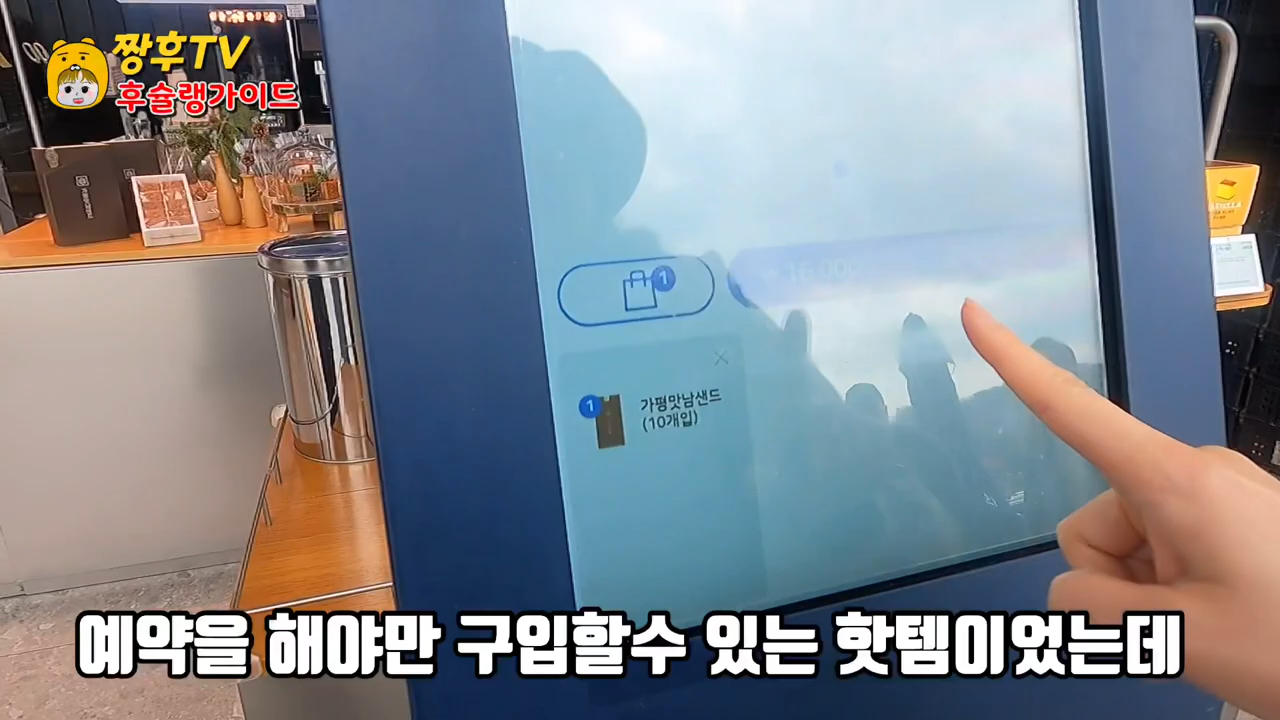 짱후TV
후슐랭가이드
16:00
1
1
가평맛남샌드
(10개입)
예약을 해야만 구입할수 있는 핫템이었는데